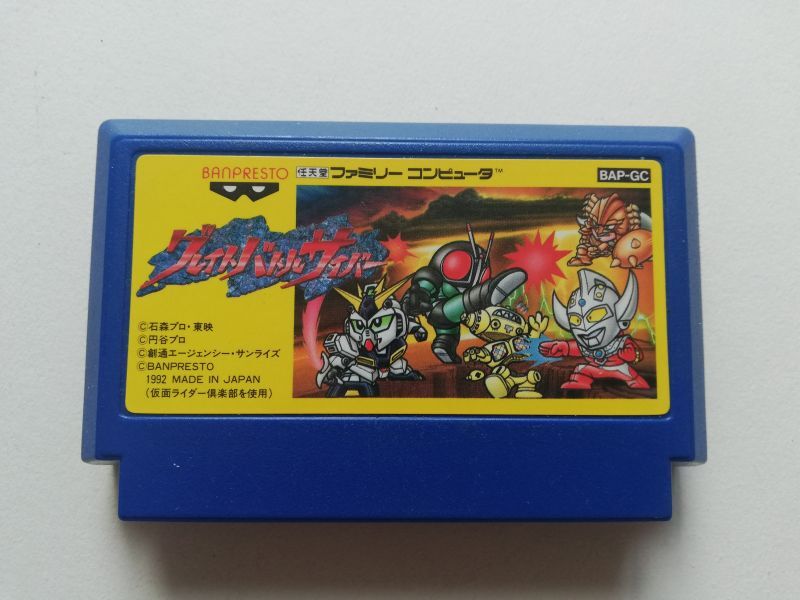 BANPRESTO
任天堂 ファミリー コンピュータ™
BAP-GC
グレイトバトルサイバー
©石森プロ・東映
©円谷プロ
©創通エージェンシー・サンライズ
©BANPRESTO
1992 MADE IN JAPAN
(仮面ライダー倶楽部を使用)